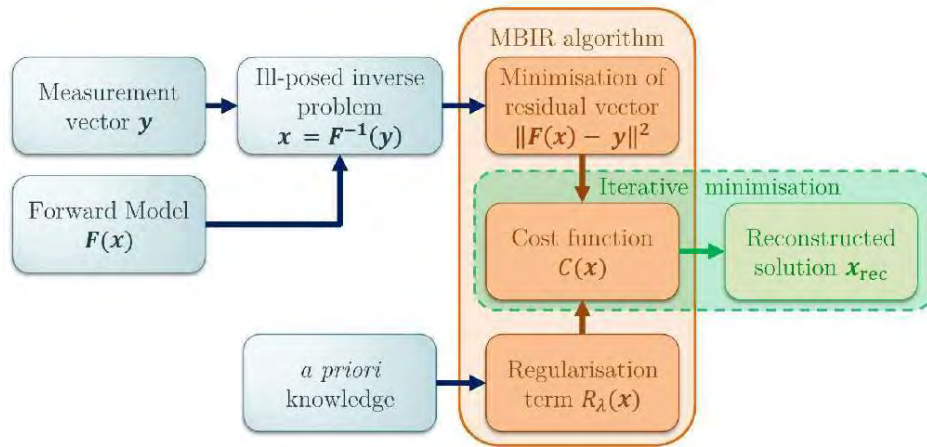 MBIR algorithm
Measurement
vector y
Ill-posed inverse
problem
x = F⁻¹(y)
Minimisation of
residual vector
‖F(x) − y‖²
Forward Model
F(x)
Iterative minimisation
Cost function
C(x)
Reconstructed
solution x_rec
a priori
knowledge
Regularisation
term R_λ(x)